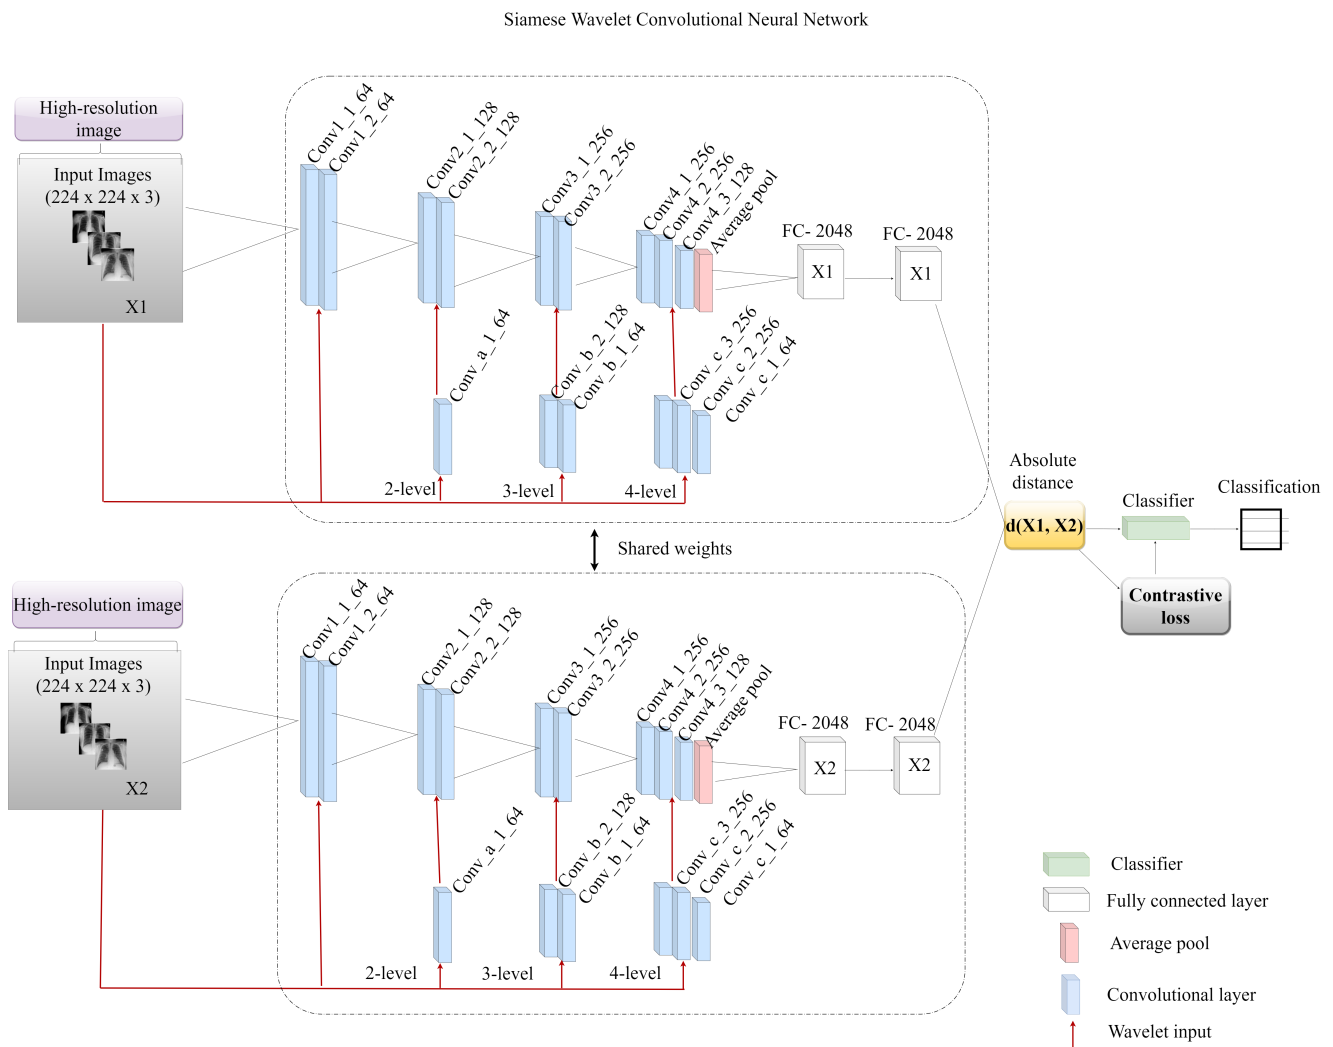 Siamese Wavelet Convolutional Neural Network
High-resolution
image
Input Images
(224 x 224 x 3)
X1
Conv1_1_64
Conv1_2_64
Conv2_1_128
Conv2_2_128
Conv3_1_256
Conv3_2_256
Conv4_1_256
Conv4_2_256
Conv4_3_128
Average pool
FC- 2048
X1
FC- 2048
X1
Conv_a_1_64
Conv_b_2_128
Conv_b_1_64
Conv_c_3_256
Conv_c_2_256
Conv_c_1_64
2-level
3-level
4-level
Shared weights
Absolute
distance
d(X1, X2)
Classifier
Classification
Contrastive
loss
High-resolution image
Input Images
(224 x 224 x 3)
X2
Conv1_1_64
Conv1_2_64
Conv2_1_128
Conv2_2_128
Conv3_1_256
Conv3_2_256
Conv4_1_256
Conv4_2_256
Conv4_3_128
Average pool
FC- 2048
X2
FC- 2048
X2
Conv_a_1_64
Conv_b_2_128
Conv_b_1_64
Conv_c_3_256
Conv_c_2_256
Conv_c_1_64
2-level
3-level
4-level
Classifier
Fully connected layer
Average pool
Convolutional layer
Wavelet input